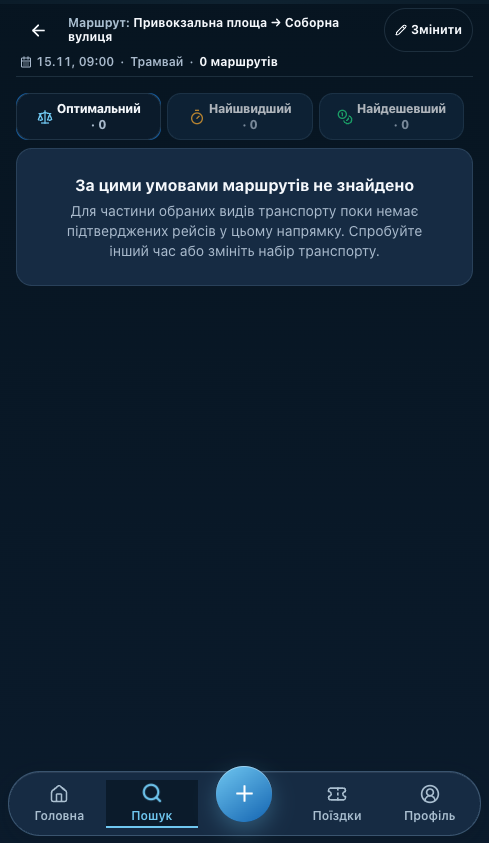 Маршрут: Привокзальна площа → Соборна
вулиця
Змінити
15.11, 09:00 · Трамвай · 0 маршрутів
Оптимальний
· 0
Найшвидший
· 0
Найдешевший
· 0
За цими умовами маршрутів не знайдено
Для частини обраних видів транспорту поки немає
підтверджених рейсів у цьому напрямку. Спробуйте
інший час або змініть набір транспорту.
Головна
Пошук
Поїздки
Профіль